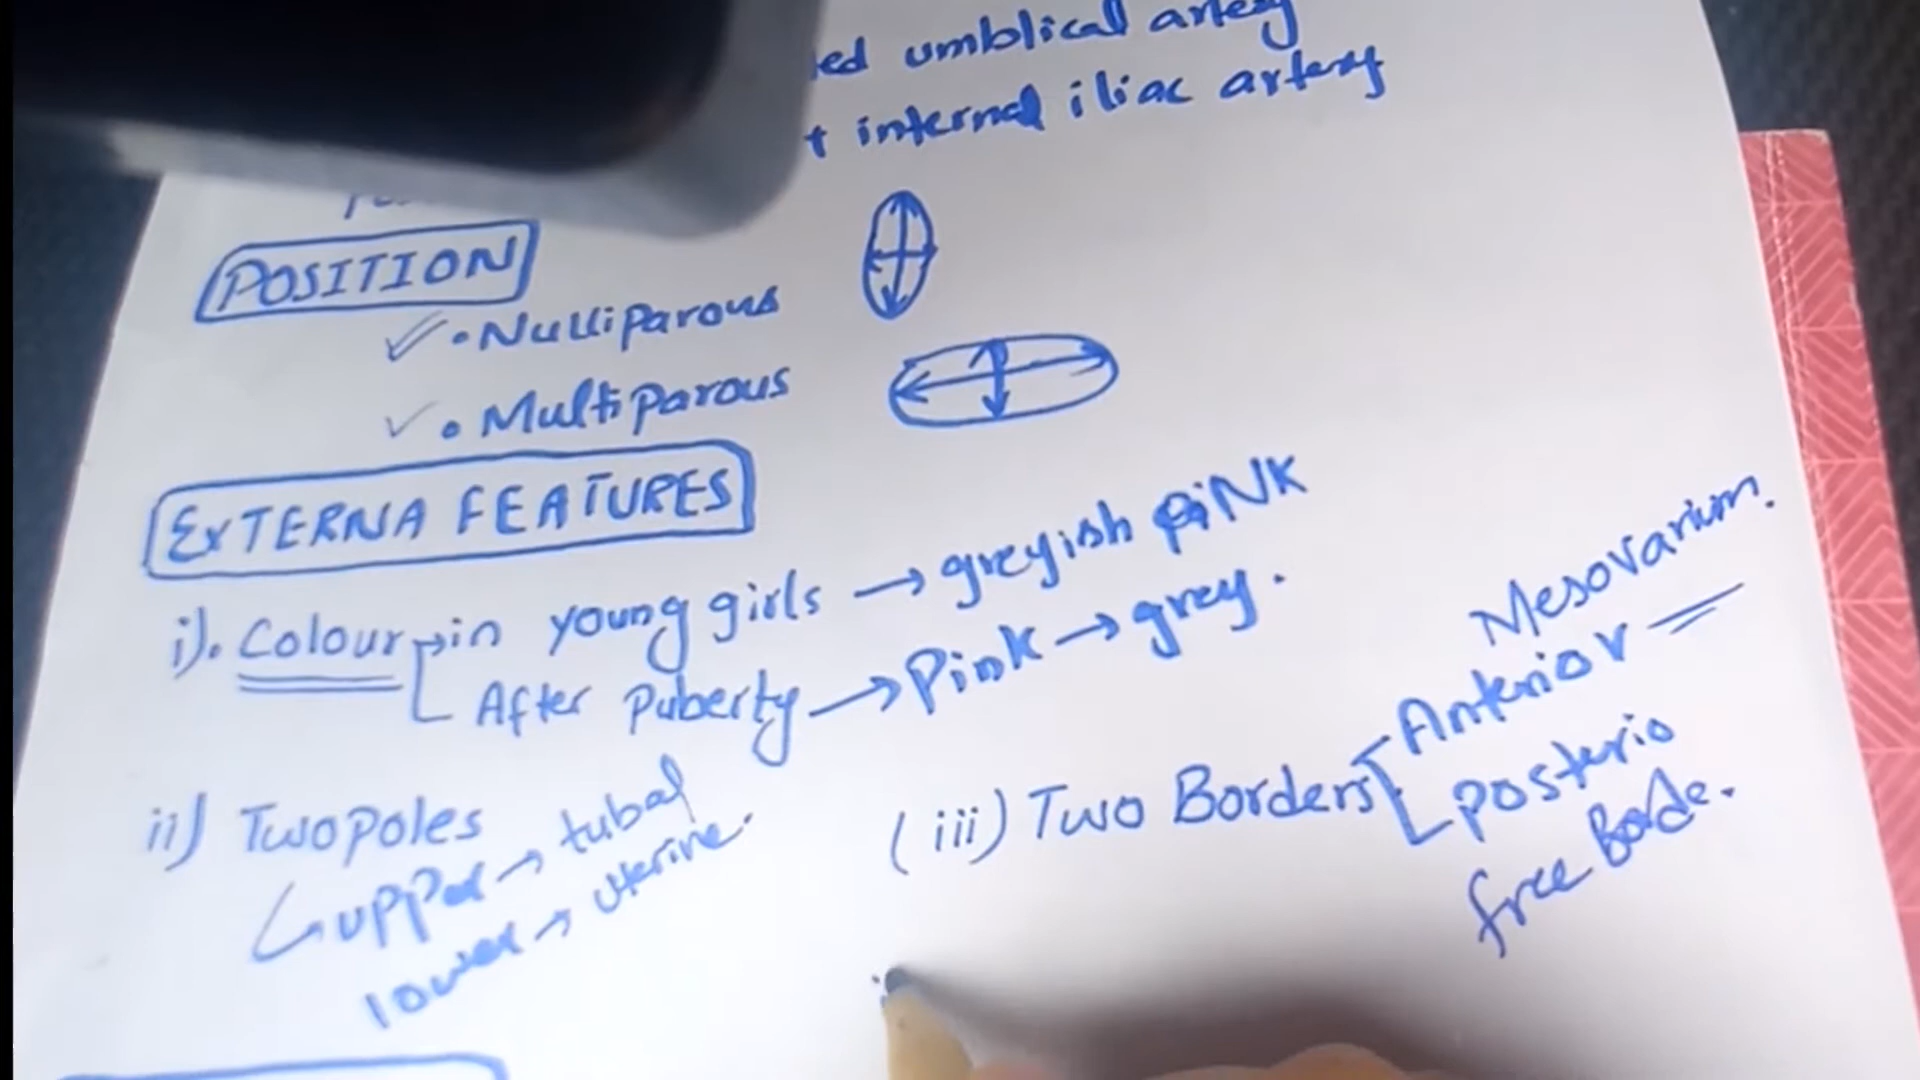 umblical artery
internal iliac artery
POSITION
• Nulliparous
• Multiparous
EXTERNA FEATURES
i). Colour → in young girls → greyish piNK
After Puberty → Pink → grey.
Mesovarium.
ii) Two poles
upper → tubal
lower → uterine.
(iii) Two Borders
Anterior
posterio
free Borde.